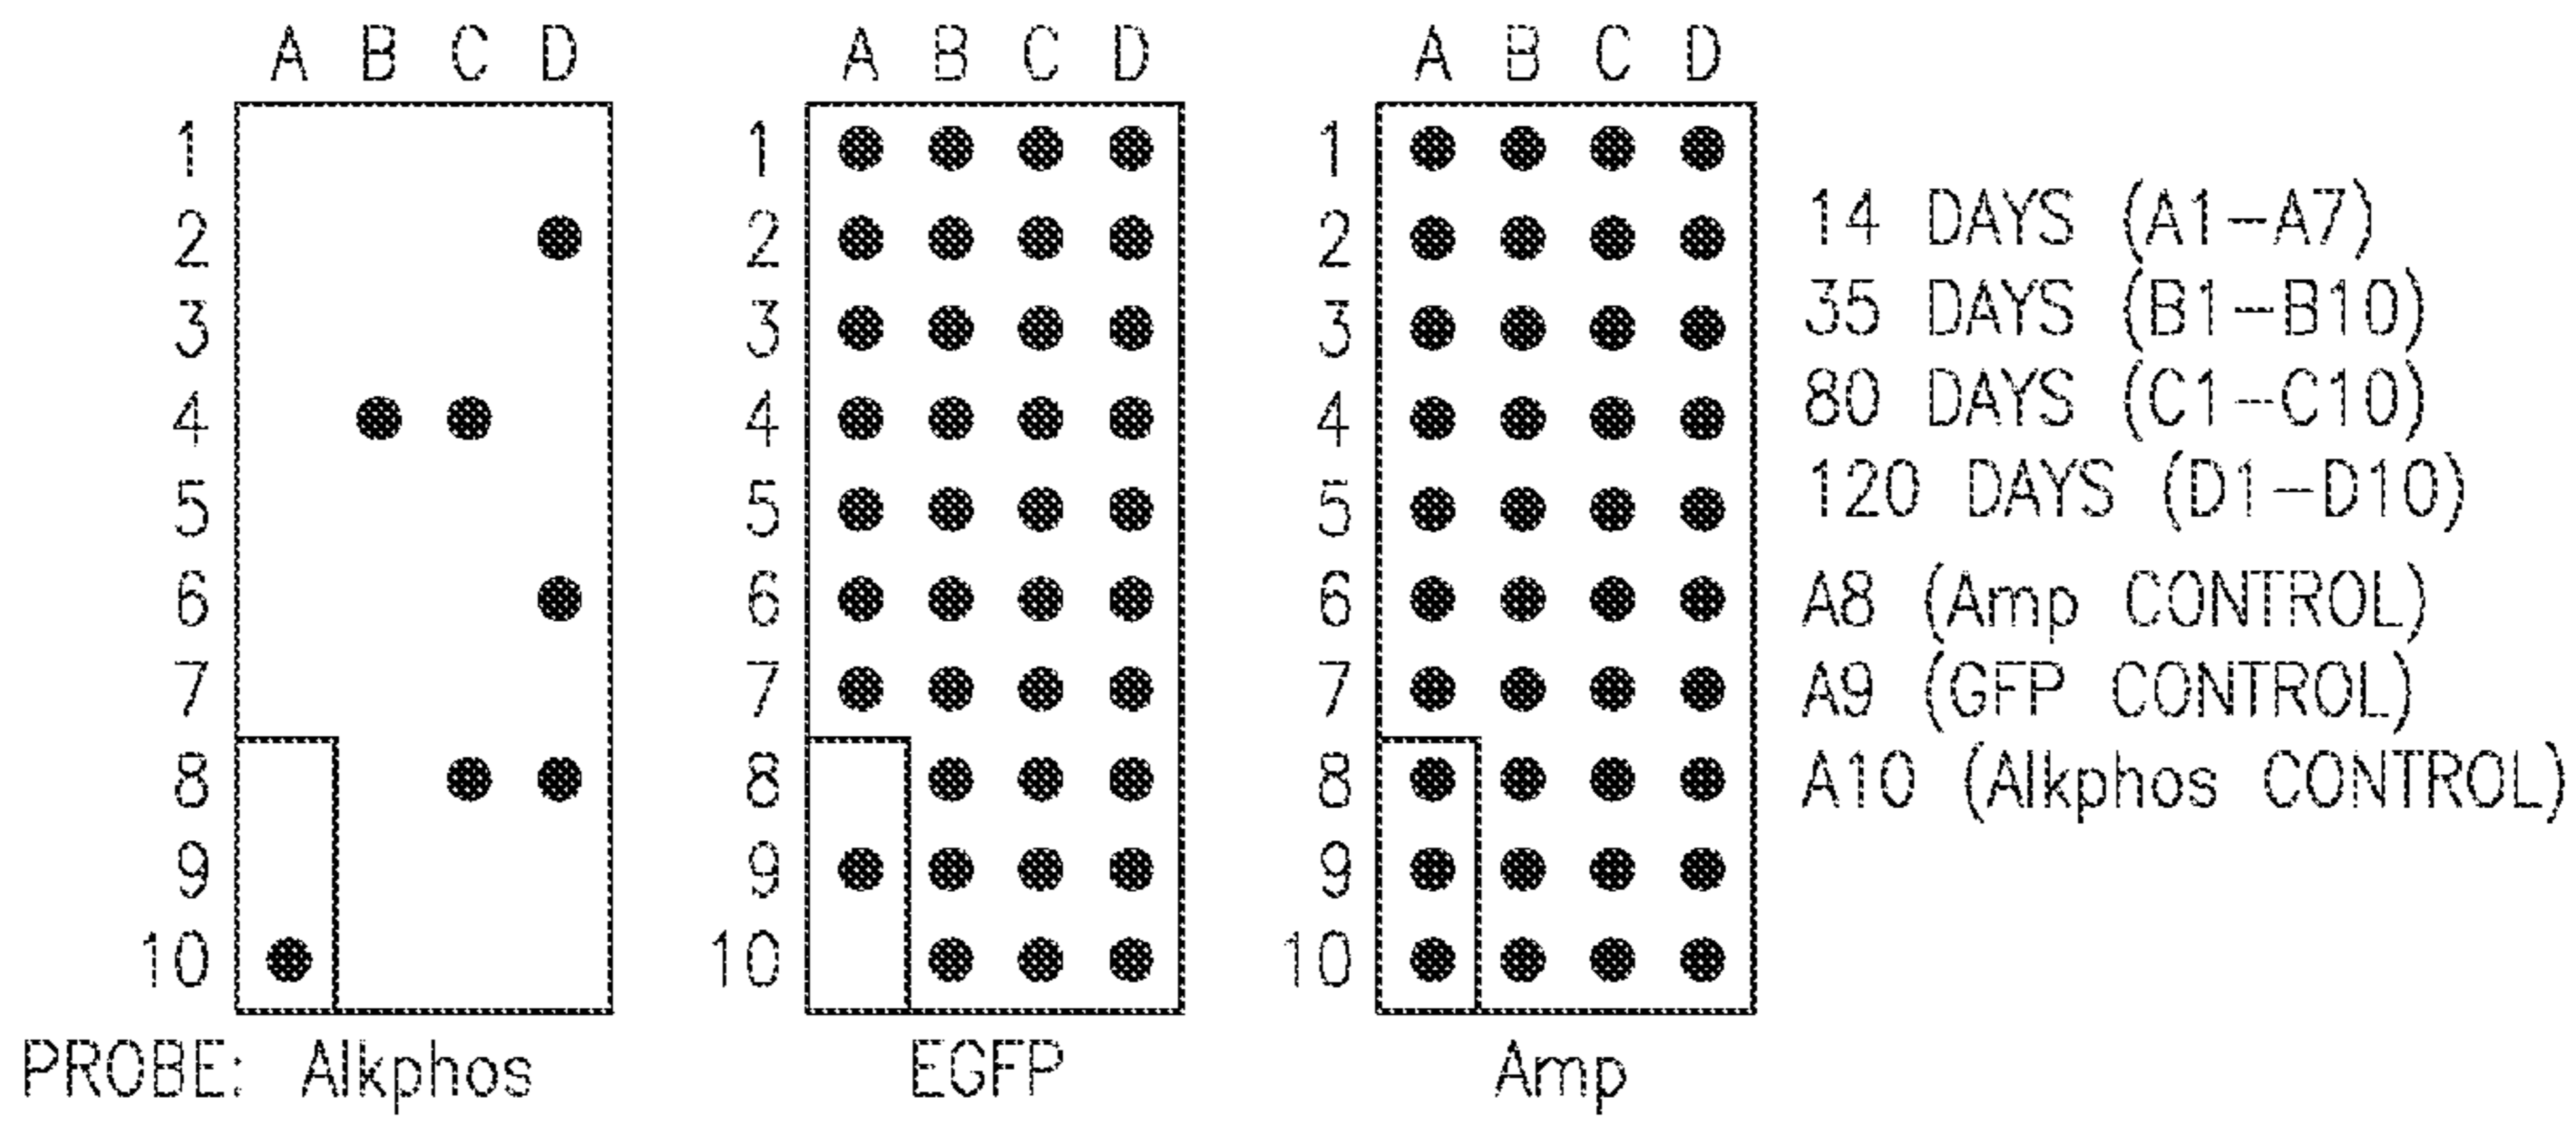 A B C D A B C D A B C D
1 1 1
2 2 2
3 3 3
4 4 4
5 5 5
6 6 6
7 7 7
8 8 8
9 9 9
10 10 10
14 DAYS (A1-A7)
35 DAYS (B1-B10)
80 DAYS (C1-C10)
120 DAYS (D1-D10)
A8 (Amp CONTROL)
A9 (GFP CONTROL)
A10 (Alkphos CONTROL)
PROBE: Alkphos EGFP Amp